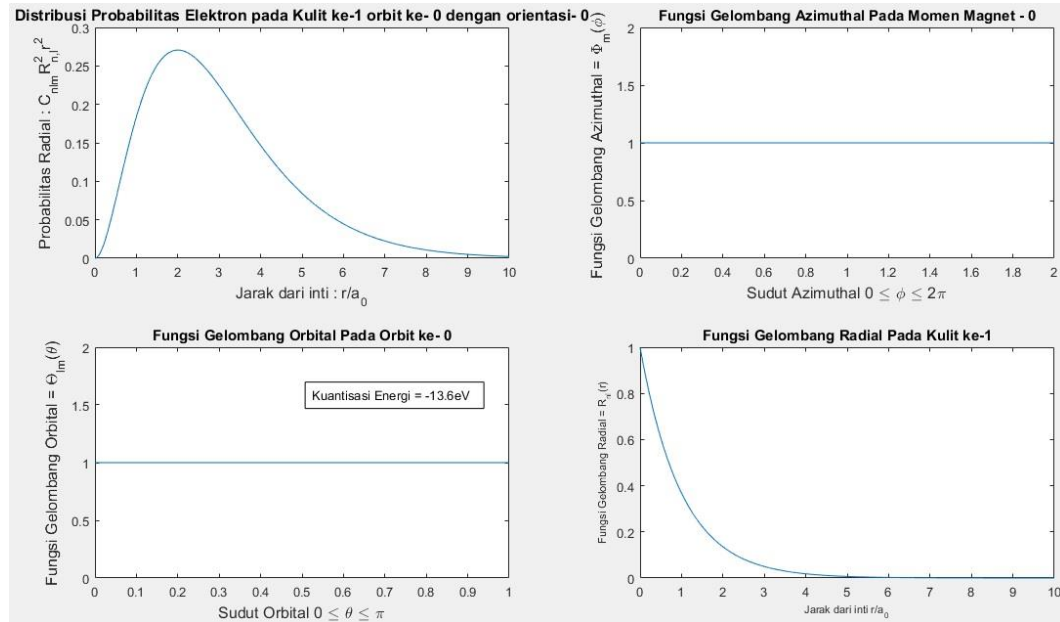 Distribusi Probabilitas Elektron pada Kulit ke-1 orbit ke- 0 dengan orientasi- 0
Probabilitas Radial : C_nlm R^2_n,l r^2
0.3
0.25
0.2
0.15
0.1
0.05
0
0 1 2 3 4 5 6 7 8 9 10
Jarak dari inti : r/a_0
Fungsi Gelombang Azimuthal Pada Momen Magnet - 0
Fungsi Gelombang Azimuthal = Φ_m(ϕ)
2
1.5
1
0.5
0
0 0.2 0.4 0.6 0.8 1 1.2 1.4 1.6 1.8 2
Sudut Azimuthal 0 ≤ ϕ ≤ 2π
Fungsi Gelombang Orbital Pada Orbit ke- 0
Fungsi Gelombang Orbital = Θ_lm(θ)
2
1.5
1
0.5
0
Kuantisasi Energi = -13.6eV
0 0.1 0.2 0.3 0.4 0.5 0.6 0.7 0.8 0.9 1
Sudut Orbital 0 ≤ θ ≤ π
Fungsi Gelombang Radial Pada Kulit ke-1
Fungsi Gelombang Radial = R_nl(r)
1
0.8
0.6
0.4
0.2
0
0 1 2 3 4 5 6 7 8 9 10
Jarak dari inti r/a_0